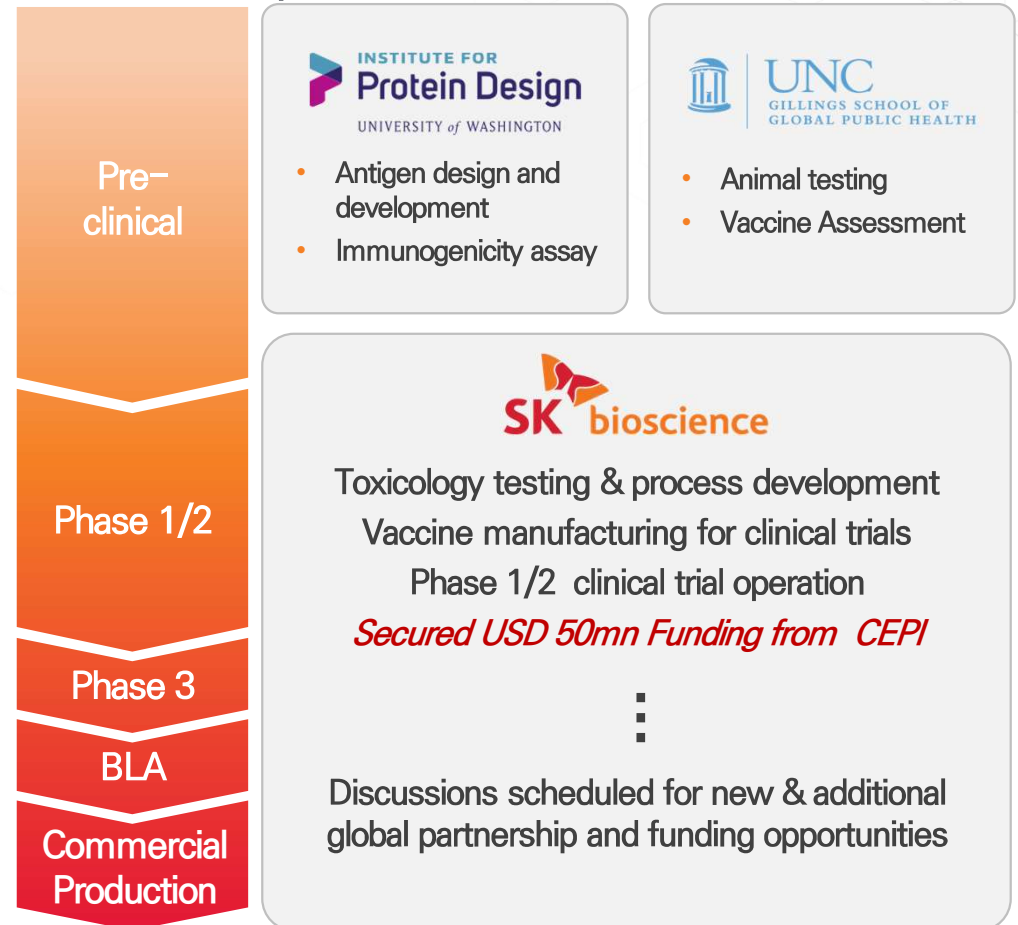 Pre-
clinical
Phase 1/2
Phase 3
BLA
Commercial
Production
INSTITUTE FOR
Protein Design
UNIVERSITY of WASHINGTON
• Antigen design and
development
• Immunogenicity assay
UNC
GILLINGS SCHOOL OF
GLOBAL PUBLIC HEALTH
• Animal testing
• Vaccine Assessment
SK bioscience
Toxicology testing & process development
Vaccine manufacturing for clinical trials
Phase 1/2 clinical trial operation
Secured USD 50mn Funding from CEPI
⋮
Discussions scheduled for new & additional
global partnership and funding opportunities